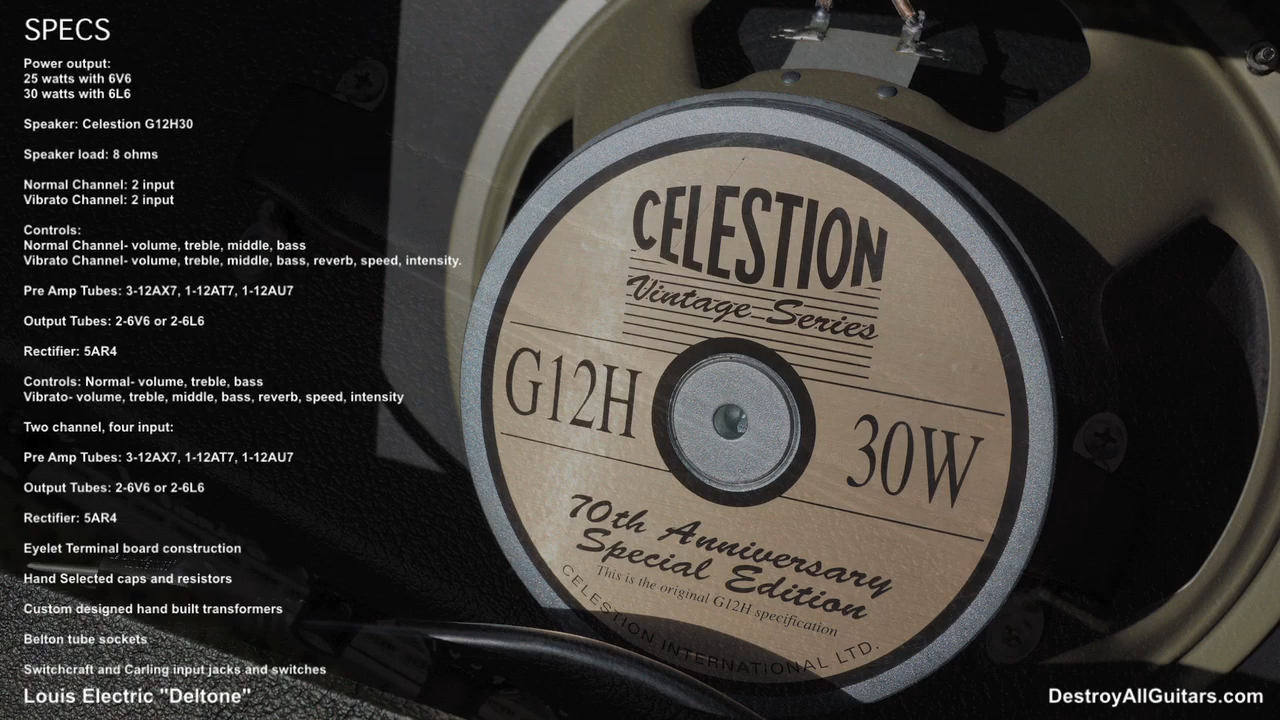 SPECS
Power output:
25 watts with 6V6
30 watts with 6L6
Speaker: Celestion G12H30
Speaker load: 8 ohms
Normal Channel: 2 input
Vibrato Channel: 2 input
Controls:
Normal Channel- volume, treble, middle, bass
Vibrato Channel- volume, treble, middle, bass, reverb, speed, intensity.
Pre Amp Tubes: 3-12AX7, 1-12AT7, 1-12AU7
Output Tubes: 2-6V6 or 2-6L6
Rectifier: 5AR4
Controls: Normal- volume, treble, bass
Vibrato- volume, treble, middle, bass, reverb, speed, intensity
Two channel, four input:
Pre Amp Tubes: 3-12AX7, 1-12AT7, 1-12AU7
Output Tubes: 2-6V6 or 2-6L6
Rectifier: 5AR4
Eyelet Terminal board construction
Hand Selected caps and resistors
Custom designed hand built transformers
Belton tube sockets
Switchcraft and Carling input jacks and switches
Louis Electric "Deltone"
CELESTION
Vintage Series
G12H
30W
70th Anniversary
Special Edition
This is the original G12H specification
CELESTION INTERNATIONAL LTD.
DestroyAllGuitars.com